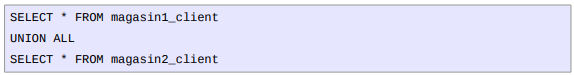 SELECT * FROM magasin1_client
UNION ALL
SELECT * FROM magasin2_client